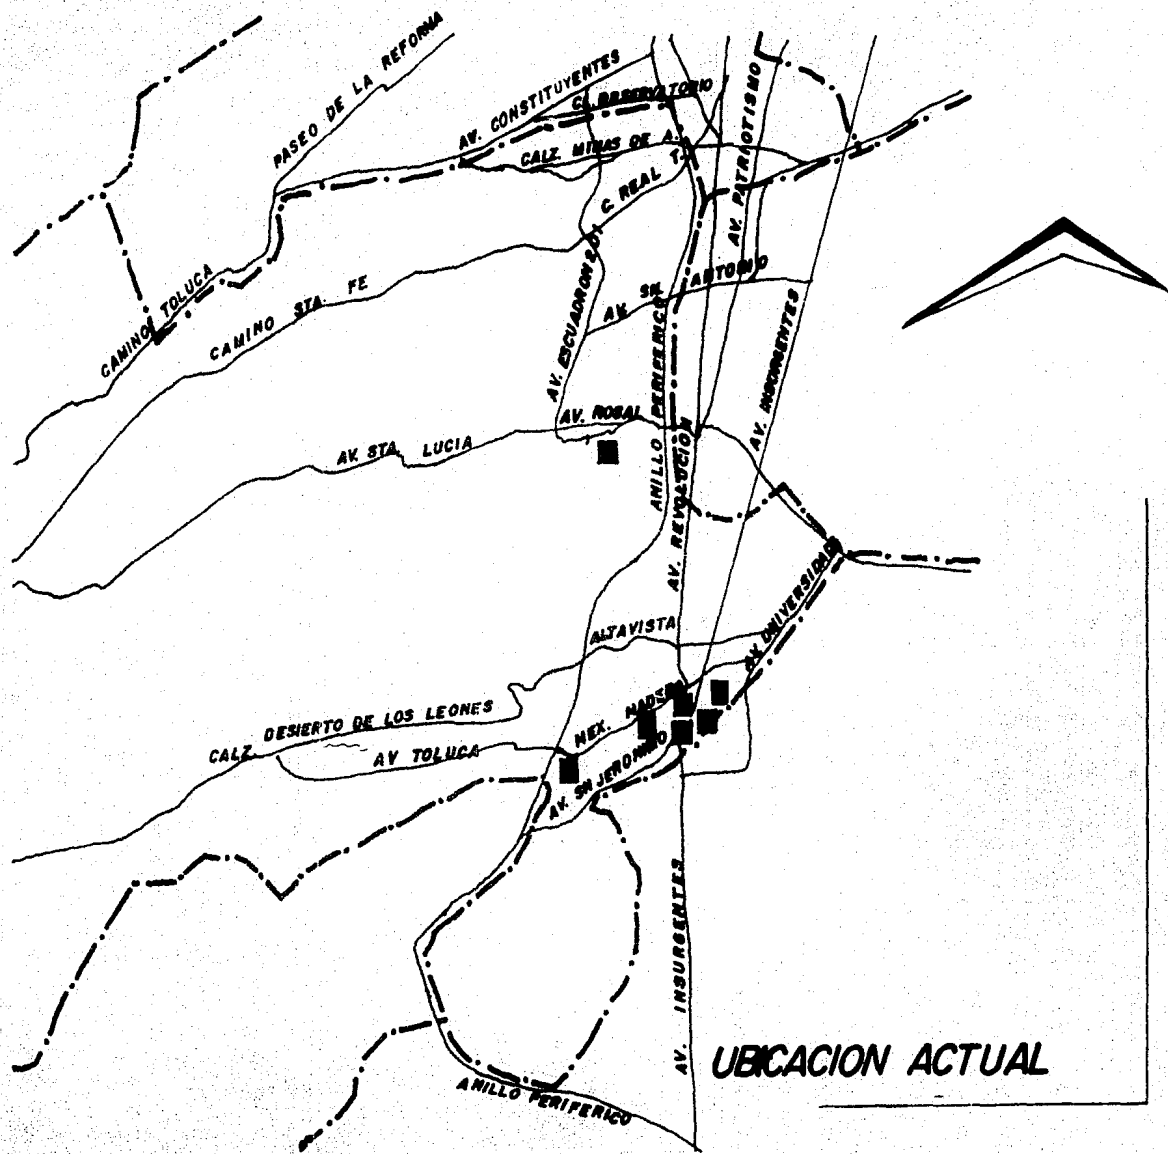 PASEO DE LA REFORMA
AV. CONSTITUYENTES
CL. OBSERVATORIO
CALZ. MINAS DE A.
C. REAL T.
AV. PATRIOTISMO
CAMINO TOLUCA
CAMINO STA. FE
AV. ESCUADRON 201
AV. SN. ANTONIO
ANILLO PERIFERICO
AV. INSURGENTES
AV. ROSAL
AV. STA. LUCIA
AV. REVOLUCION
AV. UNIVERSIDAD
ALTAVISTA
CALZ. DESIERTO DE LOS LEONES
AV TOLUCA
MEX. MADERO
AV. SN JERONIMO
AV. INSURGENTES
ANILLO PERIFERICO
UBICACION ACTUAL